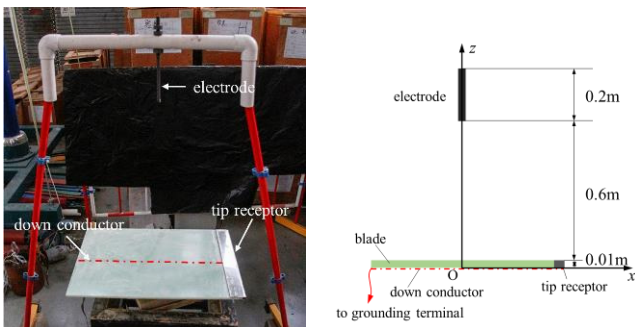 electrode
tip receptor
down conductor
z
electrode
0.2m
0.6m
blade
0.01m
O
x
down conductor
tip receptor
to grounding terminal